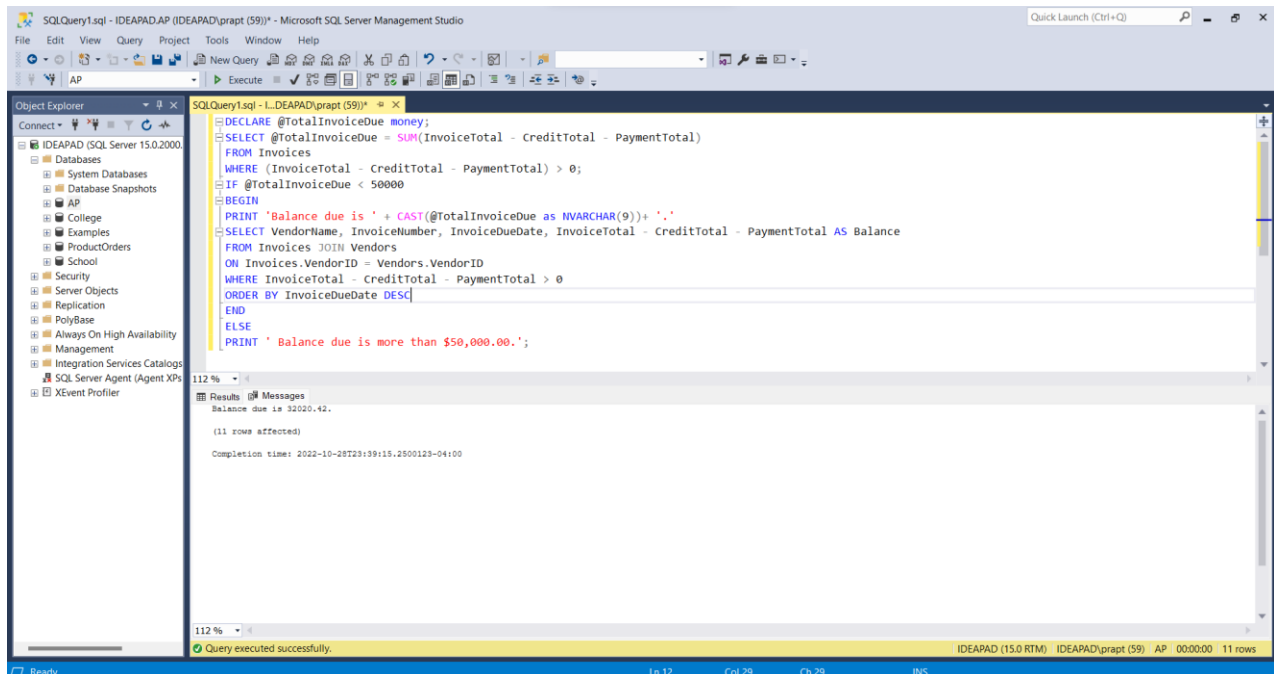 SQLQuery1.sql - IDEAPAD.AP (IDEAPAD\prapt (59))* - Microsoft SQL Server Management Studio
Quick Launch (Ctrl+Q)
File Edit View Query Project Tools Window Help
New Query
AP
Execute
Object Explorer
SQLQuery1.sql - I...DEAPAD\prapt (59))*
Connect
IDEAPAD (SQL Server 15.0.2000.
Databases
System Databases
Database Snapshots
AP
College
Examples
ProductOrders
School
Security
Server Objects
Replication
PolyBase
Always On High Availability
Management
Integration Services Catalogs
SQL Server Agent (Agent XPs
XEvent Profiler
DECLARE @TotalInvoiceDue money;
SELECT @TotalInvoiceDue = SUM(InvoiceTotal - CreditTotal - PaymentTotal)
FROM Invoices
WHERE (InvoiceTotal - CreditTotal - PaymentTotal) > 0;
IF @TotalInvoiceDue < 50000
BEGIN
PRINT 'Balance due is ' + CAST(@TotalInvoiceDue as NVARCHAR(9))+ '.'
SELECT VendorName, InvoiceNumber, InvoiceDueDate, InvoiceTotal - CreditTotal - PaymentTotal AS Balance
FROM Invoices JOIN Vendors
ON Invoices.VendorID = Vendors.VendorID
WHERE InvoiceTotal - CreditTotal - PaymentTotal > 0
ORDER BY InvoiceDueDate DESC
END
ELSE
PRINT ' Balance due is more than $50,000.00.';
112 %
Results Messages
Balance due is 32020.42.
(11 rows affected)
Completion time: 2022-10-28T23:39:15.2500123-04:00
112 %
Query executed successfully.
IDEAPAD (15.0 RTM) IDEAPAD\prapt (59) AP 00:00:00 11 rows
Ready
Ln 12 Col 29 Ch 29 INS